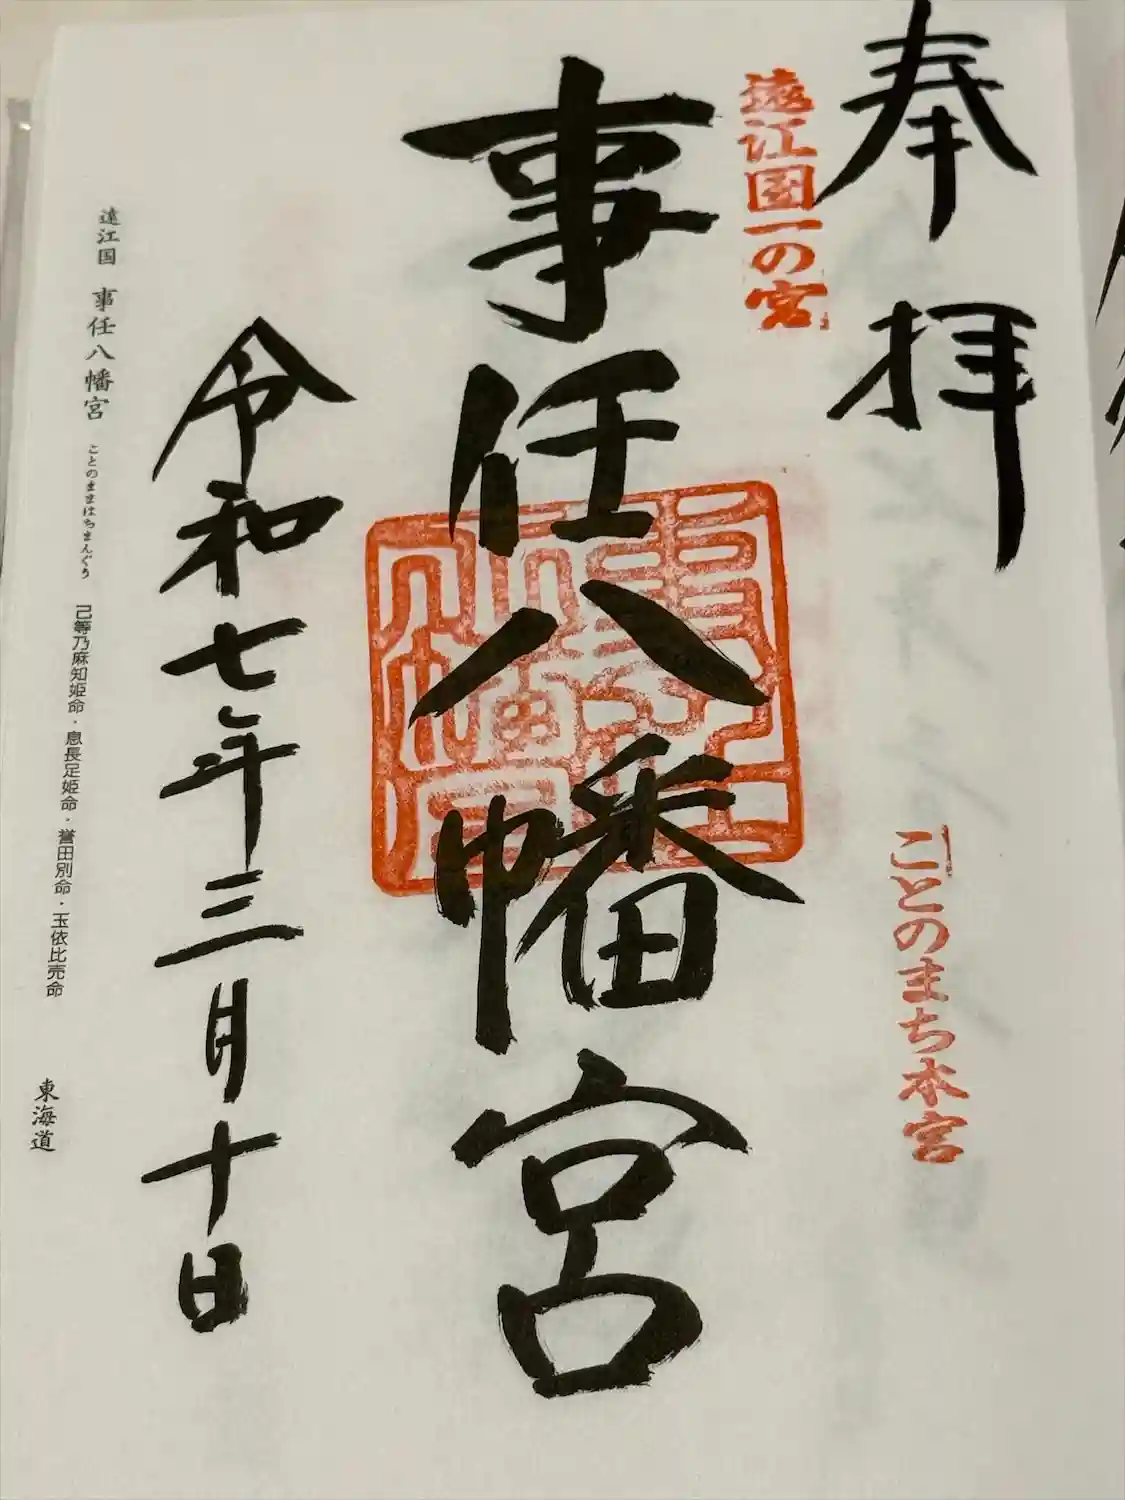 奉拝
遠江国一の宮
ことのまち本宮
事任八幡宮
令和七年三月十日
遠江国 事任八幡宮 ことのままはちまんぐう 己等乃麻知姫命・息長足姫命・誉田別命・玉依比売命 東海道